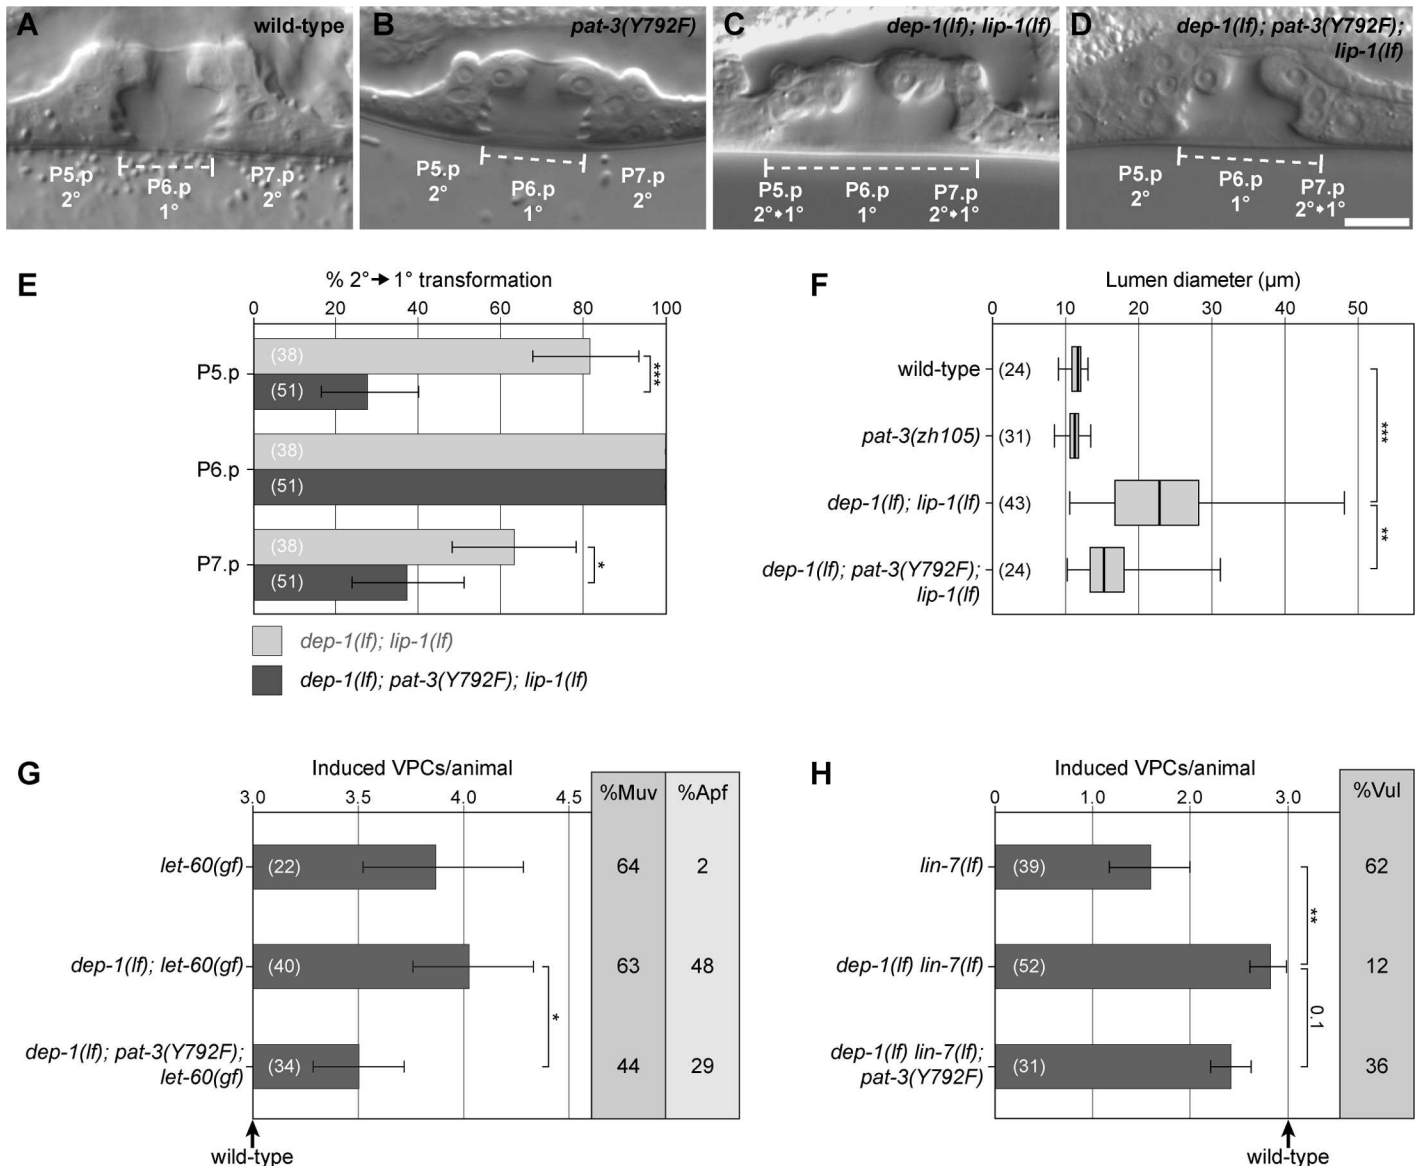 A
wild-type
P5.p
2°
P6.p
1°
P7.p
2°
B
pat-3(Y792F)
P5.p
2°
P6.p
1°
P7.p
2°
C
dep-1(lf); lip-1(lf)
P5.p
2°➔1°
P6.p
1°
P7.p
2°➔1°
D
dep-1(lf); pat-3(Y792F);
lip-1(lf)
P5.p
2°
P6.p
1°
P7.p
2°➔1°
E
% 2°➔ 1° transformation
0 20 40 60 80 100
P5.p
(38)
(51)
***
P6.p
(38)
(51)
P7.p
(38)
(51)
*
dep-1(lf); lip-1(lf)
dep-1(lf); pat-3(Y792F); lip-1(lf)
F
Lumen diameter (µm)
0 10 20 30 40 50
wild-type (24)
pat-3(zh105) (31)
dep-1(lf); lip-1(lf) (43)
dep-1(lf); pat-3(Y792F); (24)
lip-1(lf)
***
**
G
Induced VPCs/animal
3.0 3.5 4.0 4.5
%Muv %Apf
let-60(gf) (22) 64 2
dep-1(lf); let-60(gf) (40) 63 48
*
dep-1(lf); pat-3(Y792F);
let-60(gf) (34) 44 29
wild-type
H
Induced VPCs/animal
0 1.0 2.0 3.0
%Vul
lin-7(lf) (39) 62
**
dep-1(lf) lin-7(lf) (52) 12
0.1
dep-1(lf) lin-7(lf);
pat-3(Y792F) (31) 36
wild-type